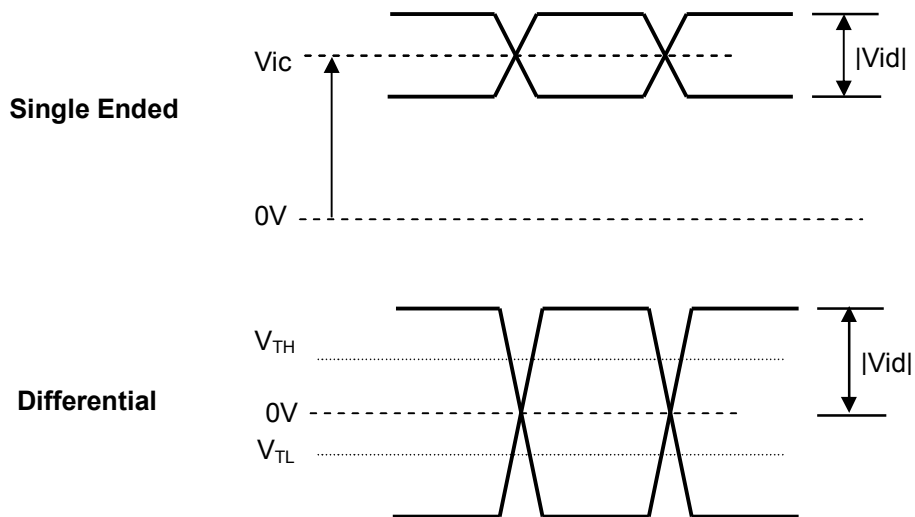 Vic
|Vid|
Single Ended
0V
V_TH
|Vid|
Differential
0V
V_TL